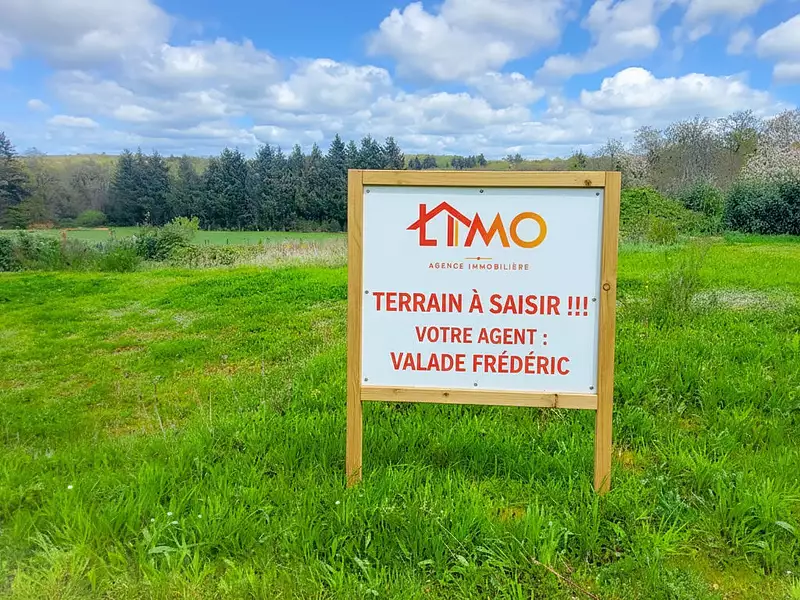 LIMO
AGENCE IMMOBILIÈRE
TERRAIN À SAISIR !!!
VOTRE AGENT :
VALADE FRÉDÉRIC